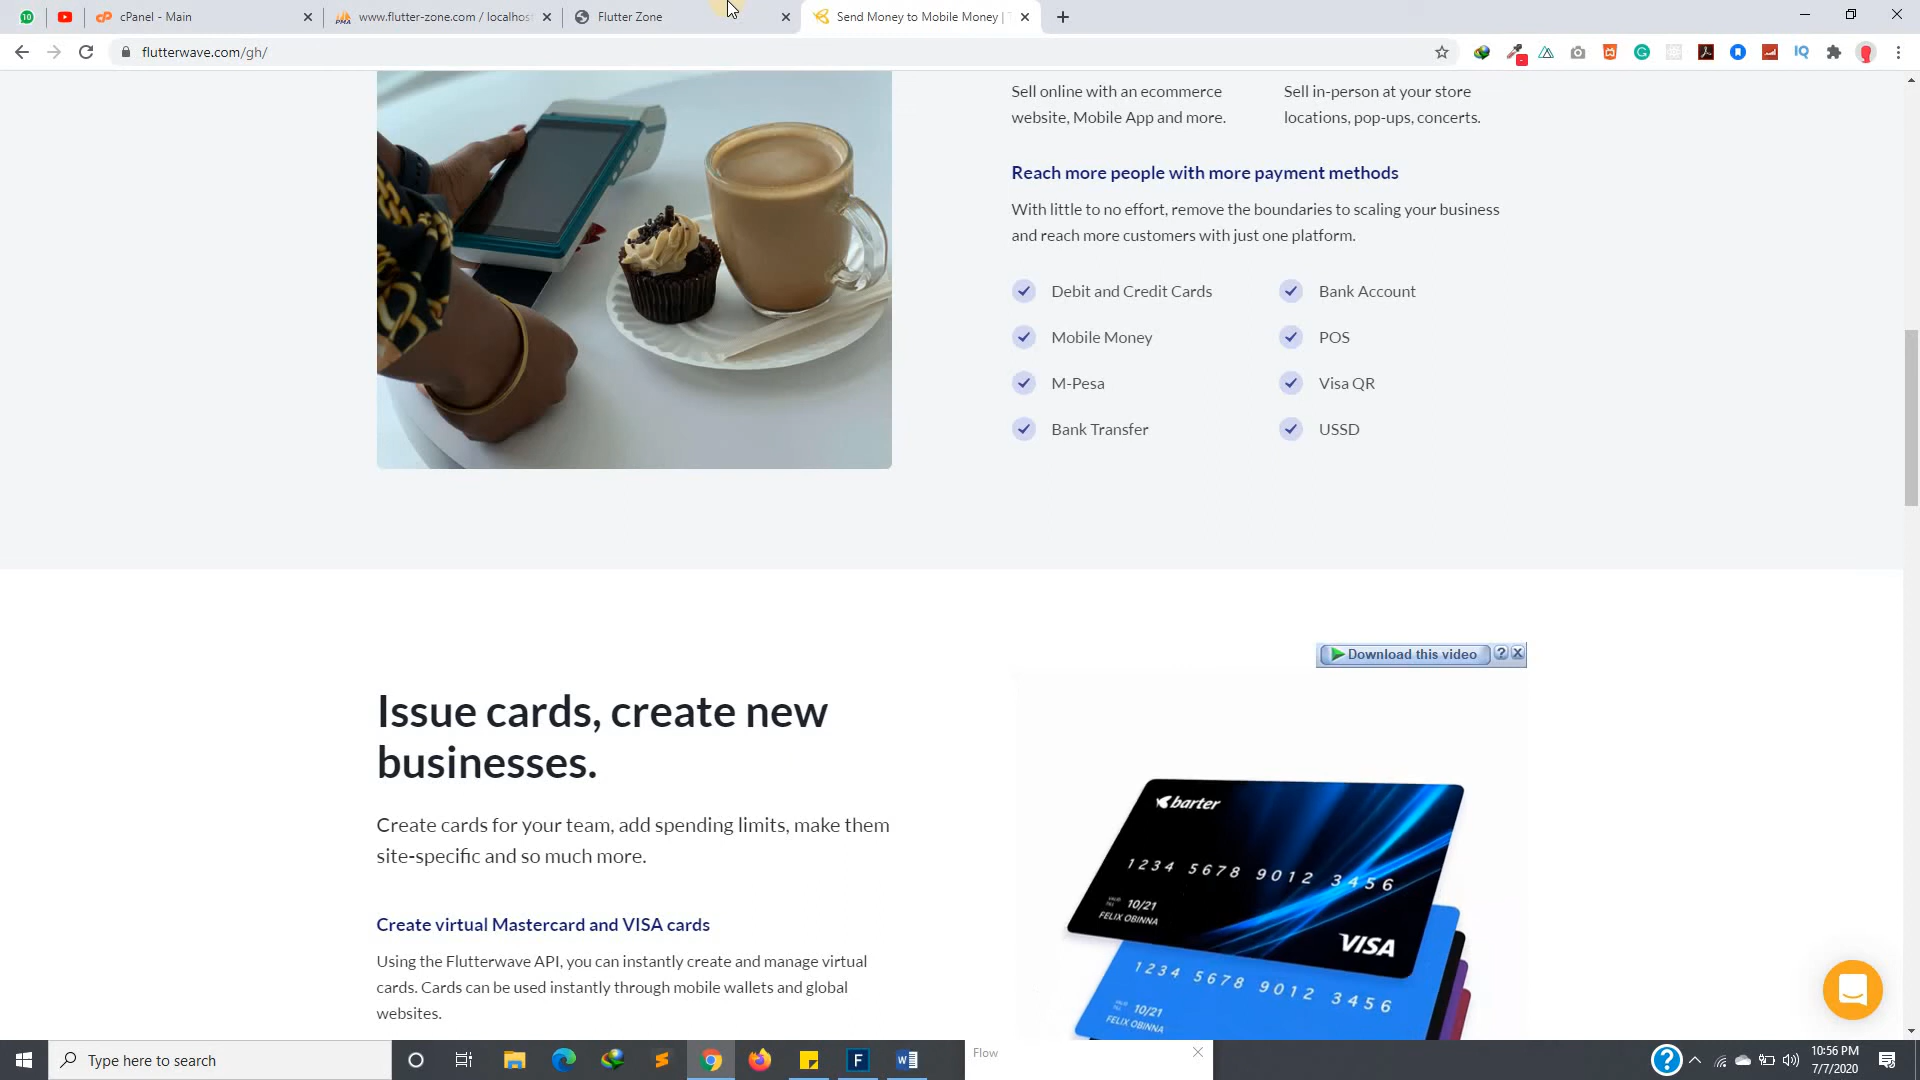 10
cPanel - Main
www.flutter-zone.com / localhos
Flutter Zone
Send Money to Mobile Money |
flutterwave.com/gh/
Sell online with an ecommerce
website, Mobile App and more.
Sell in-person at your store
locations, pop-ups, concerts.
Reach more people with more payment methods
With little to no effort, remove the boundaries to scaling your business
and reach more customers with just one platform.
Debit and Credit Cards
Bank Account
Mobile Money
POS
M-Pesa
Visa QR
Bank Transfer
USSD
Download this video
Issue cards, create new
businesses.
Create cards for your team, add spending limits, make them
site-specific and so much more.
Create virtual Mastercard and VISA cards
Using the Flutterwave API, you can instantly create and manage virtual
cards. Cards can be used instantly through mobile wallets and global
websites.
barter
1234 5678 9012 3456
10/21
FELIX OBINNA
VISA
1234 5678 9012 3456
10/21
FELIX OBINNA
Type here to search
Flow
10:56 PM
7/7/2020